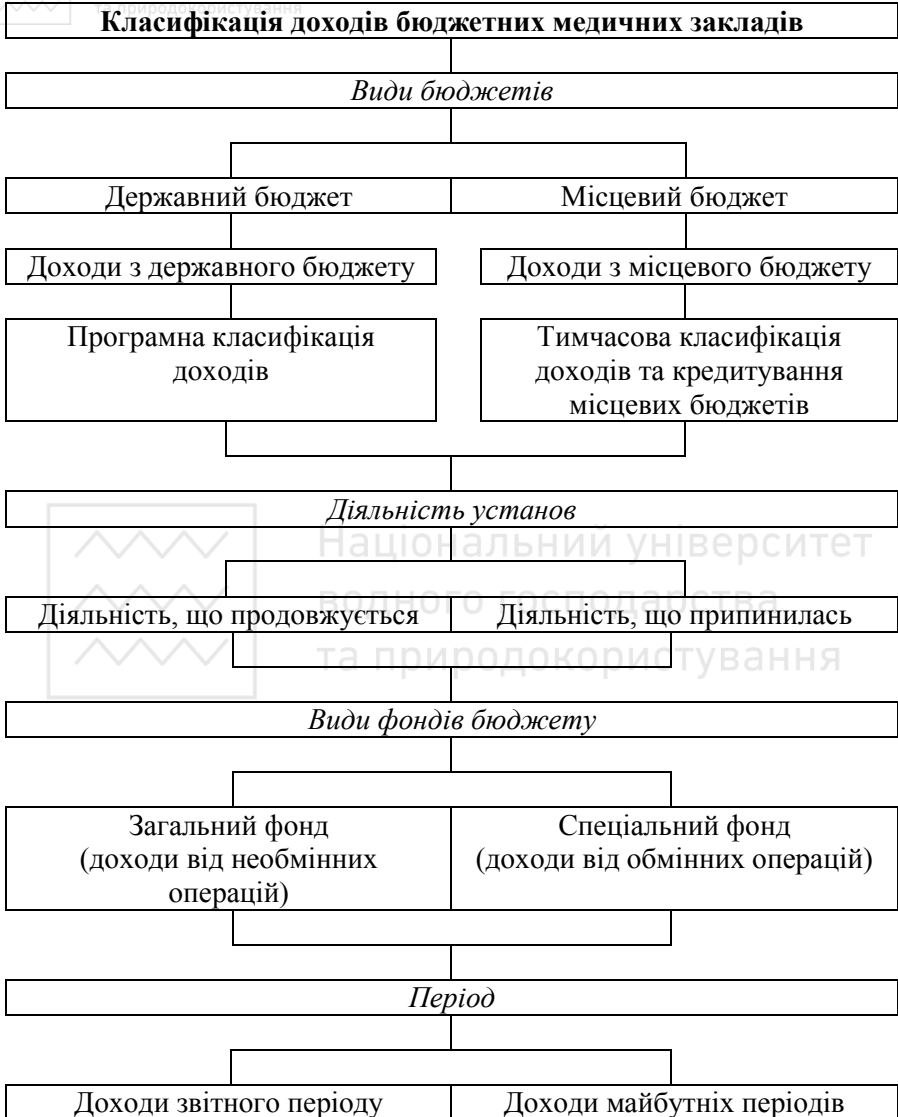 та природокористування
Класифікація доходів бюджетних медичних закладів
Види бюджетів
Державний бюджет
Місцевий бюджет
Доходи з державного бюджету
Доходи з місцевого бюджету
Програмна класифікація
доходів
Тимчасова класифікація
доходів та кредитування
місцевих бюджетів
Діяльність установ
Національний університет
водного господарства
та природокористування
Діяльність, що продовжується
Діяльність, що припинилась
Види фондів бюджету
Загальний фонд
(доходи від необмінних
операцій)
Спеціальний фонд
(доходи від обмінних операцій)
Період
Доходи звітного періоду
Доходи майбутніх періодів